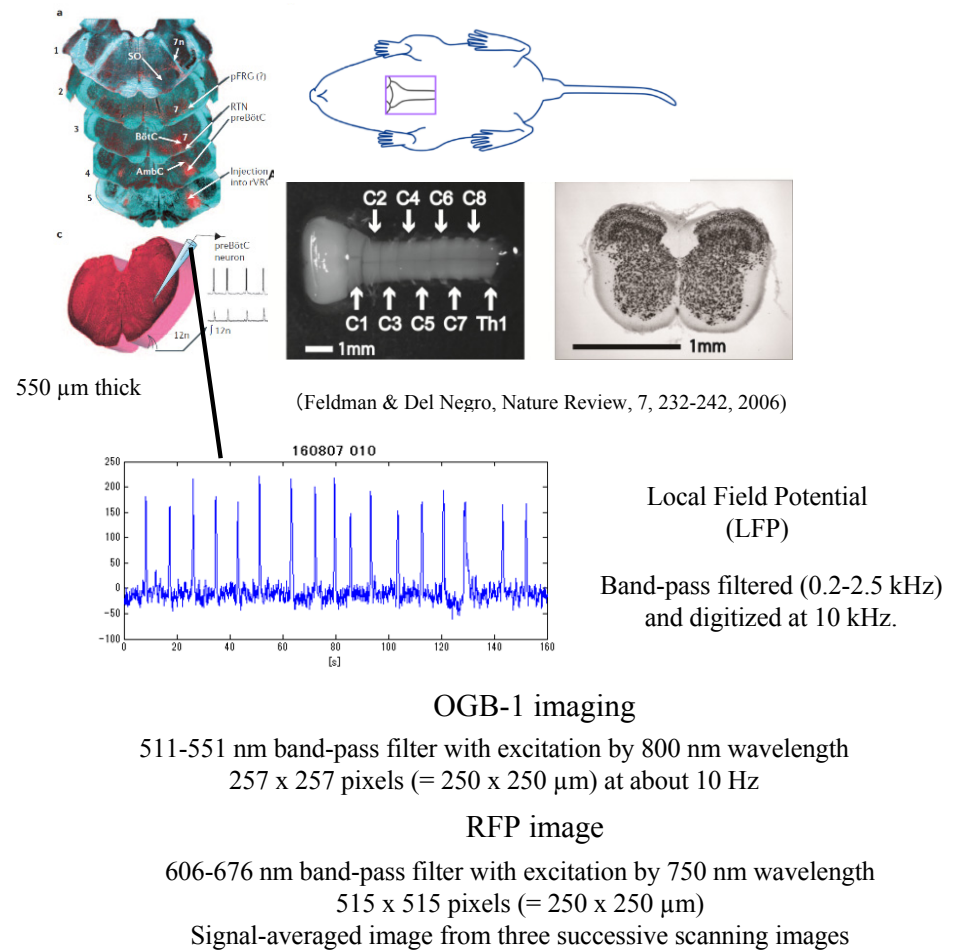 a
1
SO
7n
pFRG (?)
2
7
RTN
preBötC
3
BötC
7
4
AmbC
Injection
into rVRG
5
A
c
preBötC
neuron
12n
∫ 12n
550 µm thick
C2 C4 C6 C8
C1 C3 C5 C7 Th1
1mm
1mm
(Feldman & Del Negro, Nature Review, 7, 232-242, 2006)
160807 010
250
200
150
100
50
0
−50
−100
0 20 40 60 80 100 120 140 160
[s]
Local Field Potential
(LFP)
Band-pass filtered (0.2-2.5 kHz)
and digitized at 10 kHz.
OGB-1 imaging
511-551 nm band-pass filter with excitation by 800 nm wavelength
257 x 257 pixels (= 250 x 250 µm) at about 10 Hz
RFP image
606-676 nm band-pass filter with excitation by 750 nm wavelength
515 x 515 pixels (= 250 x 250 µm)
Signal-averaged image from three successive scanning images